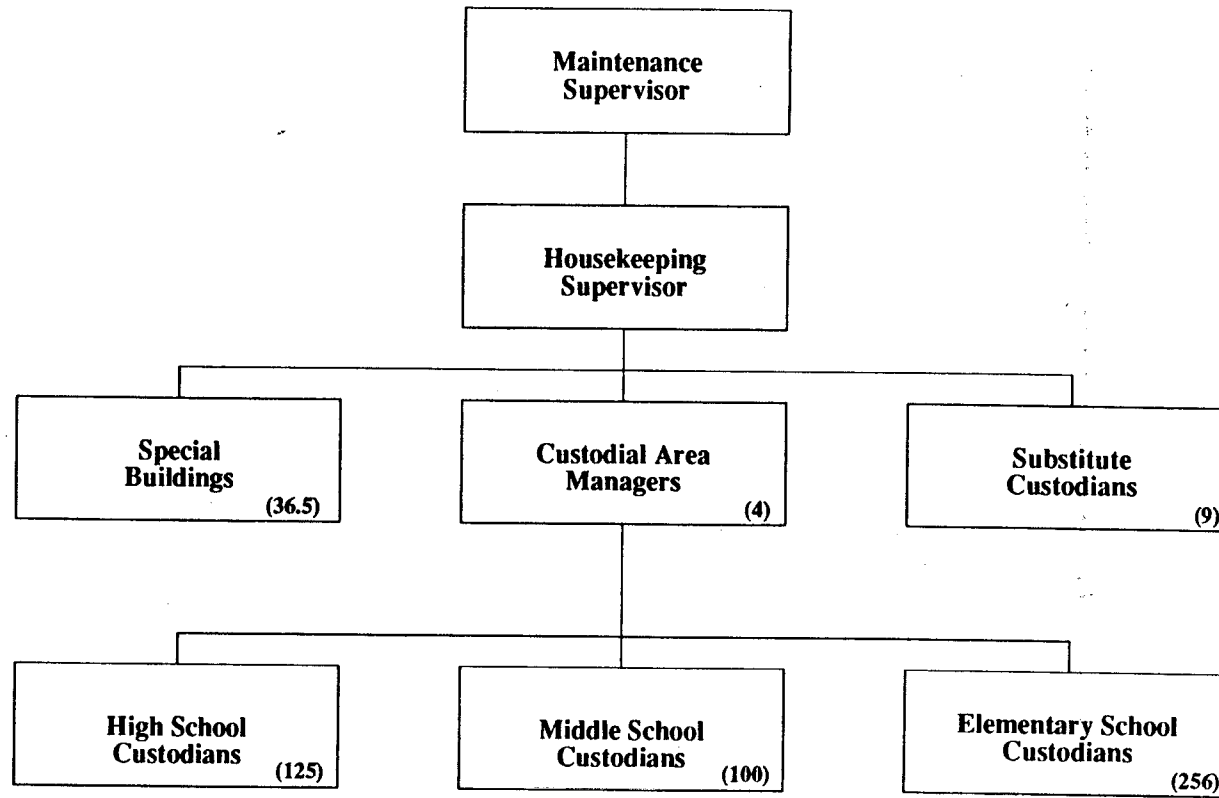 Maintenance
Supervisor
Housekeeping
Supervisor
Special
Buildings
(36.5)
Custodial Area
Managers
(4)
Substitute
Custodians
(9)
High School
Custodians
(125)
Middle School
Custodians
(100)
Elementary School
Custodians
(256)